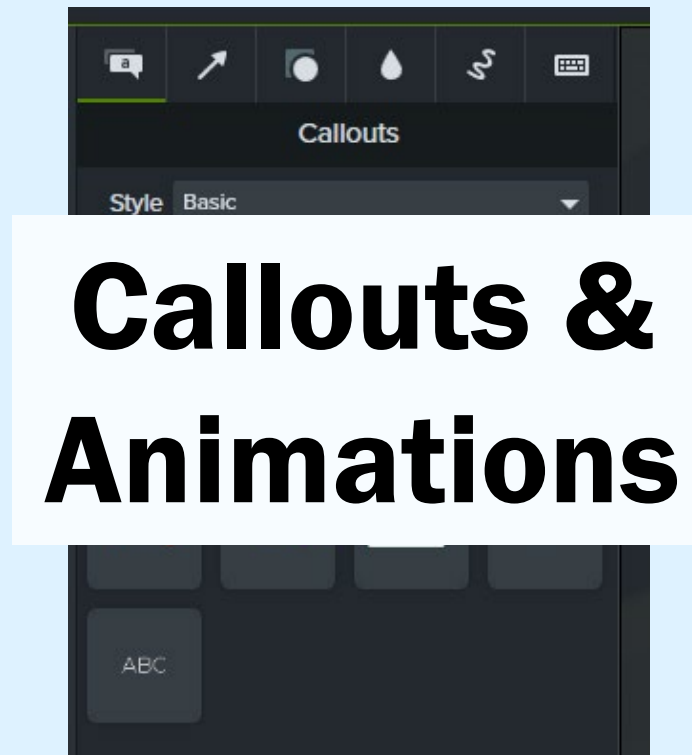 a
Callouts
Style Basic
Callouts &
Animations
ABC